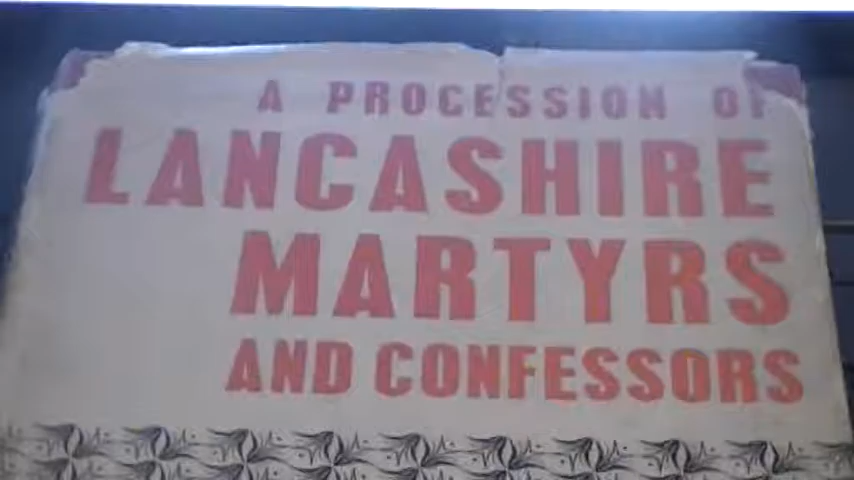 A PROCESSION OF
LANCASHIRE
MARTYRS
AND CONFESSORS